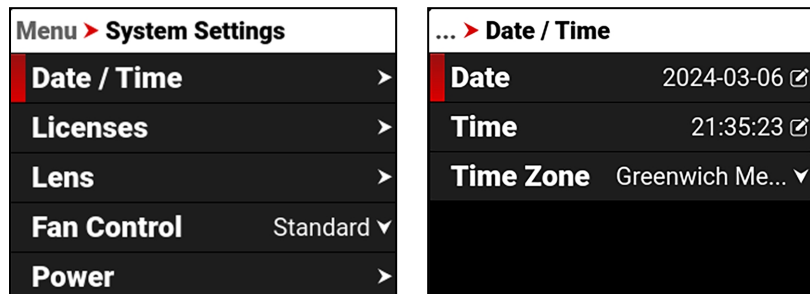 Menu > System Settings
Date / Time
Licenses
Lens
Fan Control Standard
Power
... > Date / Time
Date 2024-03-06
Time 21:35:23
Time Zone Greenwich Me...